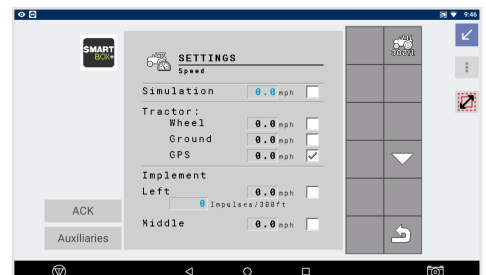 9:46
SMART
BOX+
SETTINGS
Speed
300ft
Simulation 0.0 mph
Tractor:
Wheel 0.0 mph
Ground 0.0 mph
GPS 0.0 mph
Implement
Left 0.0 mph
0 Impulses/300ft
Middle 0.0 mph
ACK
Auxiliaries